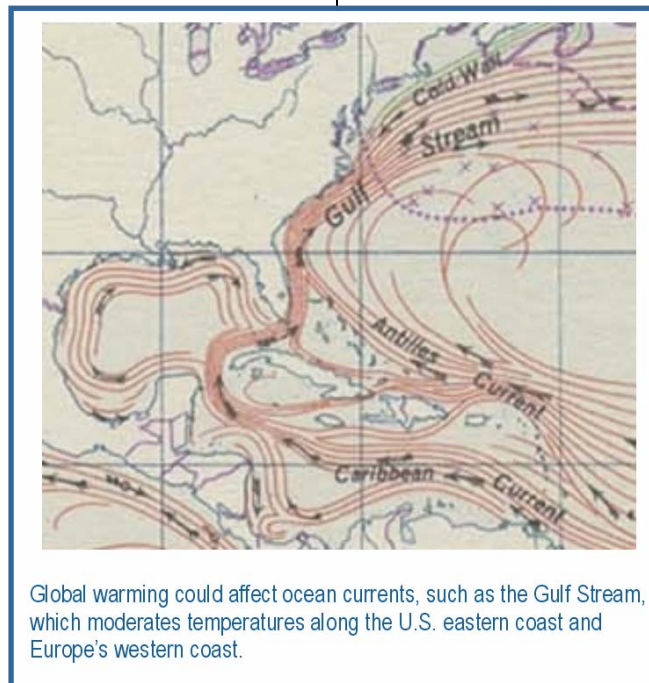 Cold Wall
Gulf Stream
Antilles Current
Caribbean Current
Global warming could affect ocean currents, such as the Gulf Stream,
which moderates temperatures along the U.S. eastern coast and
Europe's western coast.